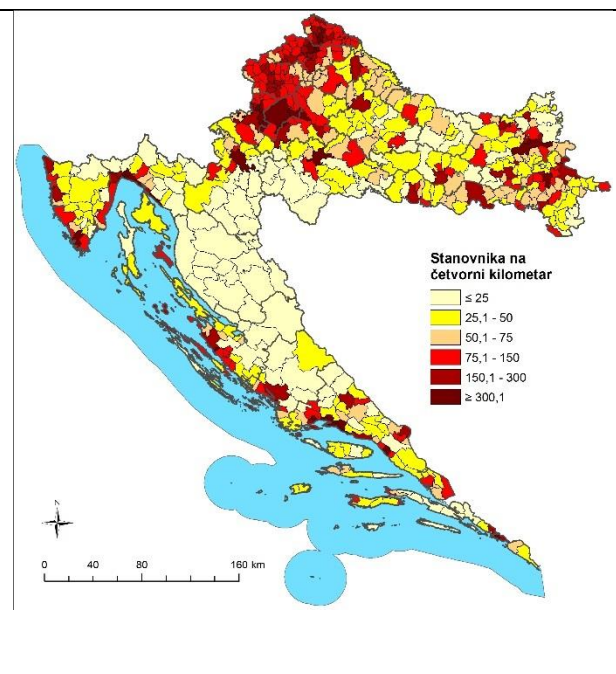 Stanovnika na
četvorni kilometar
≤ 25
25,1 - 50
50,1 - 75
75,1 - 150
150,1 - 300
≥ 300,1
N
0 40 80 160 km